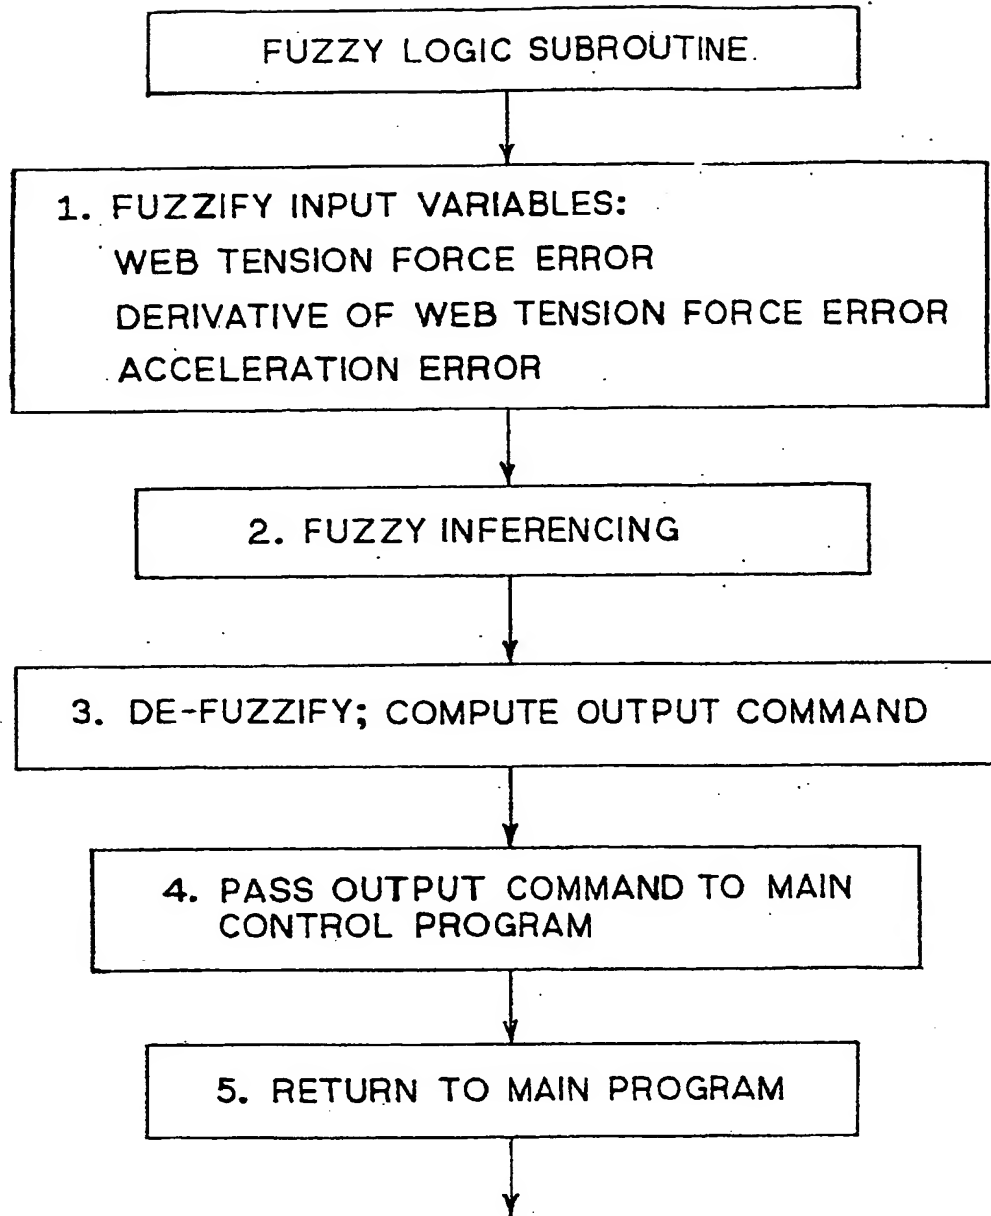 FUZZY LOGIC SUBROUTINE
1. FUZZIFY INPUT VARIABLES:
WEB TENSION FORCE ERROR
DERIVATIVE OF WEB TENSION FORCE ERROR
ACCELERATION ERROR
2. FUZZY INFERENCING
3. DE-FUZZIFY; COMPUTE OUTPUT COMMAND
4. PASS OUTPUT COMMAND TO MAIN
CONTROL PROGRAM
5. RETURN TO MAIN PROGRAM